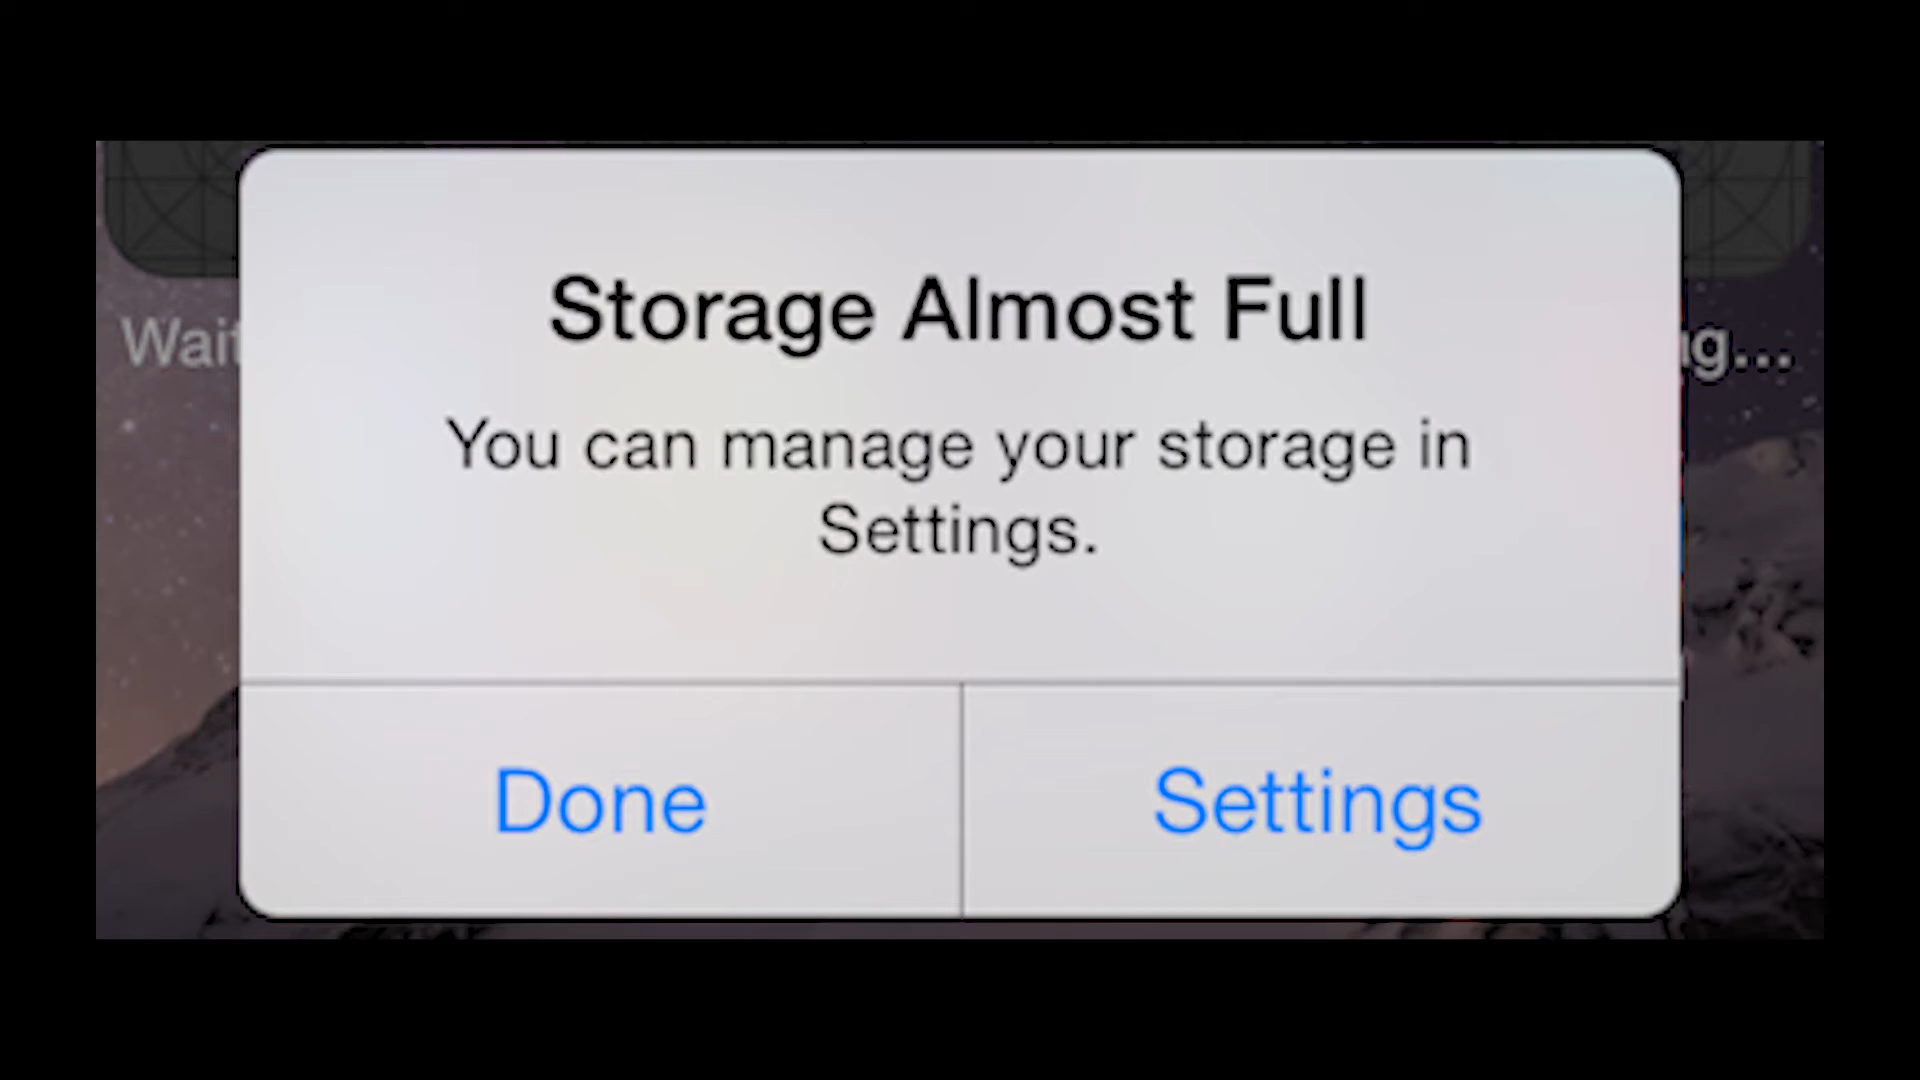 Storage Almost Full
You can manage your storage in
Settings.
Done
Settings